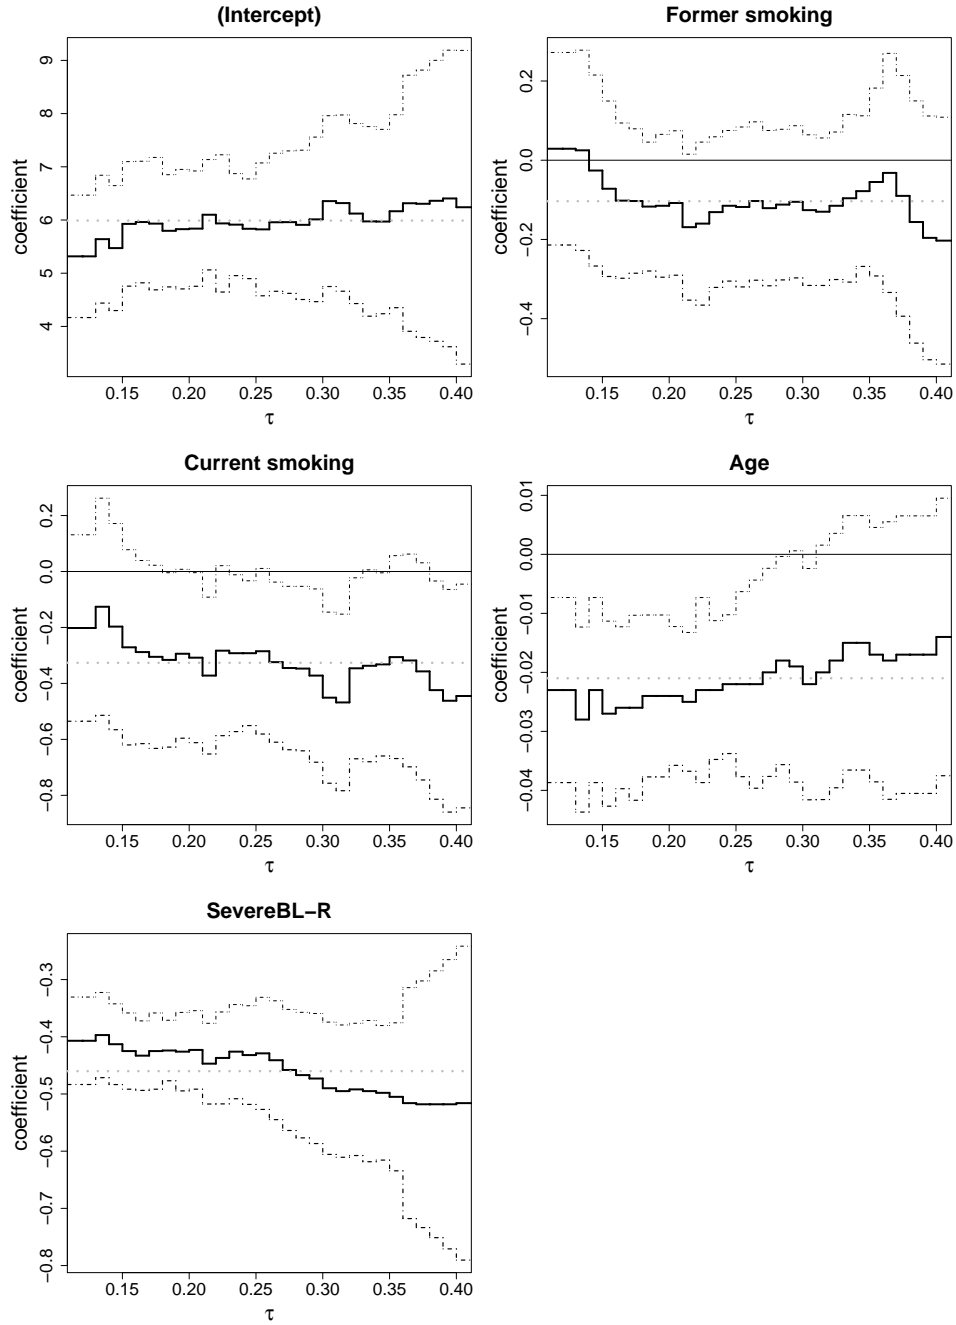 (Intercept)
coefficient
9
8
7
6
5
4
0.15 0.20 0.25 0.30 0.35 0.40
τ
Former smoking
coefficient
0.2
0.0
−0.2
−0.4
0.15 0.20 0.25 0.30 0.35 0.40
τ
Current smoking
coefficient
0.2
0.0
−0.2
−0.4
−0.6
−0.8
0.15 0.20 0.25 0.30 0.35 0.40
τ
Age
coefficient
0.01
0.00
−0.01
−0.02
−0.03
−0.04
0.15 0.20 0.25 0.30 0.35 0.40
τ
SevereBL−R
coefficient
−0.3
−0.4
−0.5
−0.6
−0.7
−0.8
0.15 0.20 0.25 0.30 0.35 0.40
τ